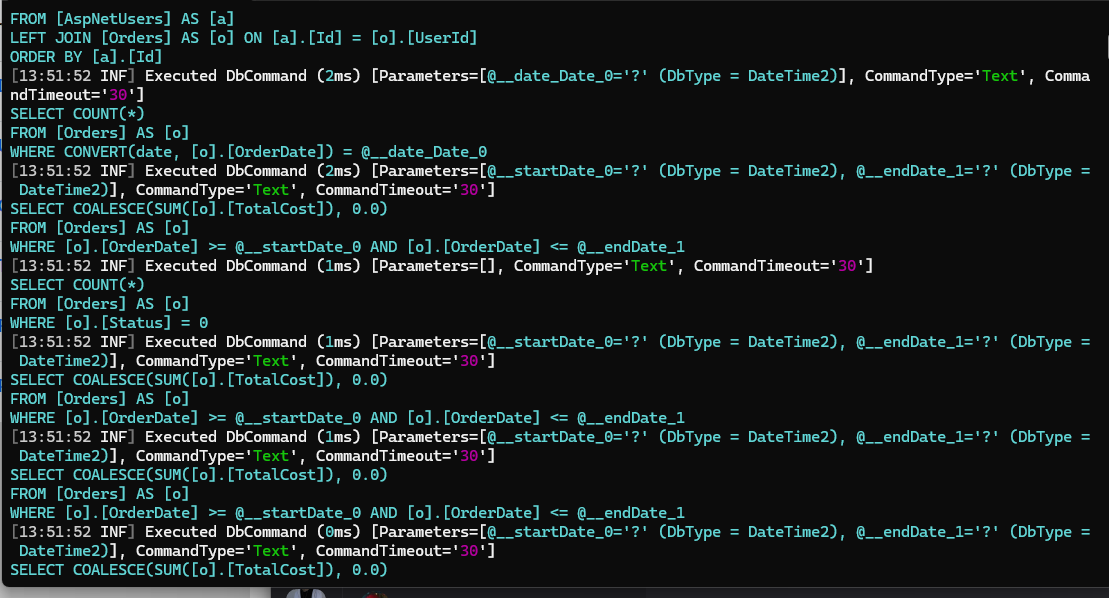 FROM [AspNetUsers] AS [a]
LEFT JOIN [Orders] AS [o] ON [a].[Id] = [o].[UserId]
ORDER BY [a].[Id]
[13:51:52 INF] Executed DbCommand (2ms) [Parameters=[@__date_Date_0='?' (DbType = DateTime2)], CommandType='Text', Comma
ndTimeout='30']
SELECT COUNT(*)
FROM [Orders] AS [o]
WHERE CONVERT(date, [o].[OrderDate]) = @__date_Date_0
[13:51:52 INF] Executed DbCommand (2ms) [Parameters=[@__startDate_0='?' (DbType = DateTime2), @__endDate_1='?' (DbType =
 DateTime2)], CommandType='Text', CommandTimeout='30']
SELECT COALESCE(SUM([o].[TotalCost]), 0.0)
FROM [Orders] AS [o]
WHERE [o].[OrderDate] >= @__startDate_0 AND [o].[OrderDate] <= @__endDate_1
[13:51:52 INF] Executed DbCommand (1ms) [Parameters=[], CommandType='Text', CommandTimeout='30']
SELECT COUNT(*)
FROM [Orders] AS [o]
WHERE [o].[Status] = 0
[13:51:52 INF] Executed DbCommand (1ms) [Parameters=[@__startDate_0='?' (DbType = DateTime2), @__endDate_1='?' (DbType =
 DateTime2)], CommandType='Text', CommandTimeout='30']
SELECT COALESCE(SUM([o].[TotalCost]), 0.0)
FROM [Orders] AS [o]
WHERE [o].[OrderDate] >= @__startDate_0 AND [o].[OrderDate] <= @__endDate_1
[13:51:52 INF] Executed DbCommand (1ms) [Parameters=[@__startDate_0='?' (DbType = DateTime2), @__endDate_1='?' (DbType =
 DateTime2)], CommandType='Text', CommandTimeout='30']
SELECT COALESCE(SUM([o].[TotalCost]), 0.0)
FROM [Orders] AS [o]
WHERE [o].[OrderDate] >= @__startDate_0 AND [o].[OrderDate] <= @__endDate_1
[13:51:52 INF] Executed DbCommand (0ms) [Parameters=[@__startDate_0='?' (DbType = DateTime2), @__endDate_1='?' (DbType =
 DateTime2)], CommandType='Text', CommandTimeout='30']
SELECT COALESCE(SUM([o].[TotalCost]), 0.0)